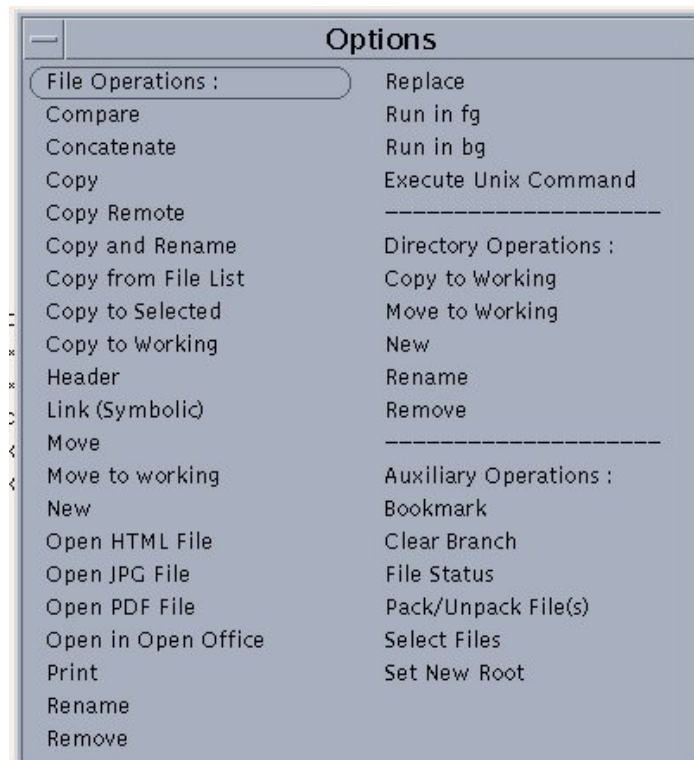 Options
File Operations :
Compare
Concatenate
Copy
Copy Remote
Copy and Rename
Copy from File List
Copy to Selected
Copy to Working
Header
Link (Symbolic)
Move
Move to working
New
Open HTML File
Open JPG File
Open PDF File
Open in Open Office
Print
Rename
Remove
Replace
Run in fg
Run in bg
Execute Unix Command
--------------------
Directory Operations :
Copy to Working
Move to Working
New
Rename
Remove
--------------------
Auxiliary Operations :
Bookmark
Clear Branch
File Status
Pack/Unpack File(s)
Select Files
Set New Root